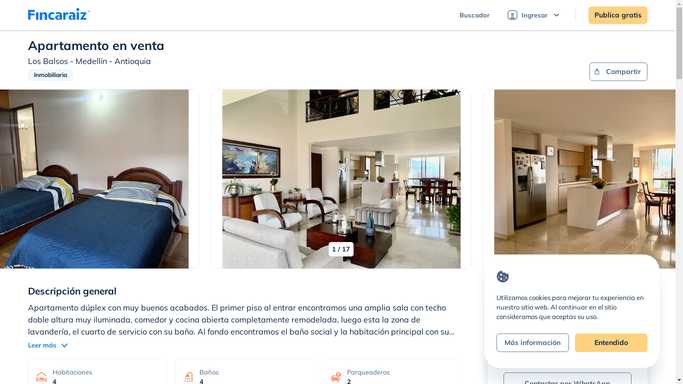 Fincaraiz
Buscador
Ingresar
Publica gratis
Apartamento en venta
Los Balsos - Medellín - Antioquia
Inmobiliaria
Compartir
1 / 17
Descripción general
Apartamento dúplex con muy buenos acabados. El primer piso al entrar encontramos una amplia sala con techo
doble altura muy iluminada, comedor y cocina abierta completamente remodelada, luego esta la zona de
lavandería, el cuarto de servicio con su baño. Al fondo encontramos el baño social y la habitación principal con su...
Leer más
Utilizamos cookies para mejorar tu experiencia en
nuestro sitio web. Al continuar en el sitio
consideramos que aceptas su uso.
Más información
Entendido
Habitaciones
4
Baños
4
Parqueaderos
2
Contactar por WhatsApp